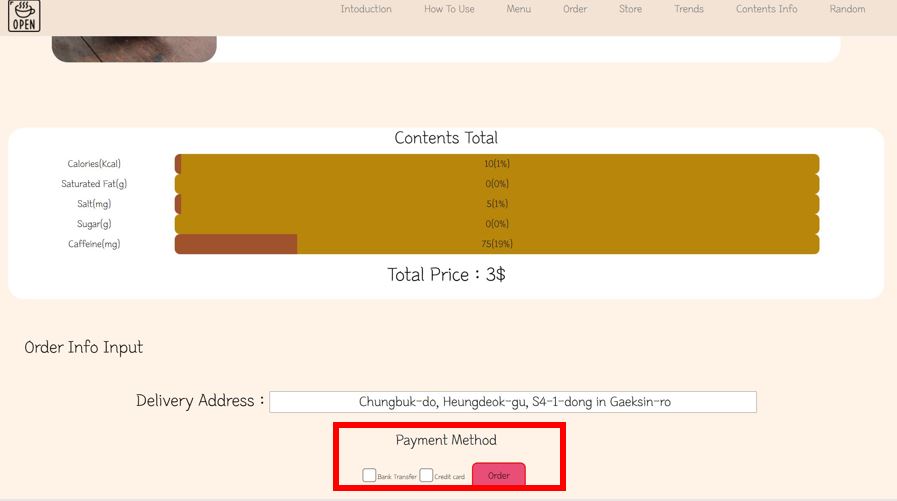 OPEN
Intoduction How To Use Menu Order Store Trends Contents Info Random
Contents Total
Calories(Kcal) 10(1%)
Saturated Fat(g) 0(0%)
Salt(mg) 5(1%)
Sugar(g) 0(0%)
Caffeine(mg) 75(19%)
Total Price : 3$
Order Info Input
Delivery Address : Chungbuk-do, Heungdeok-gu, S4-1-dong in Gaeksin-ro
Payment Method
Bank Transfer Credit card Order